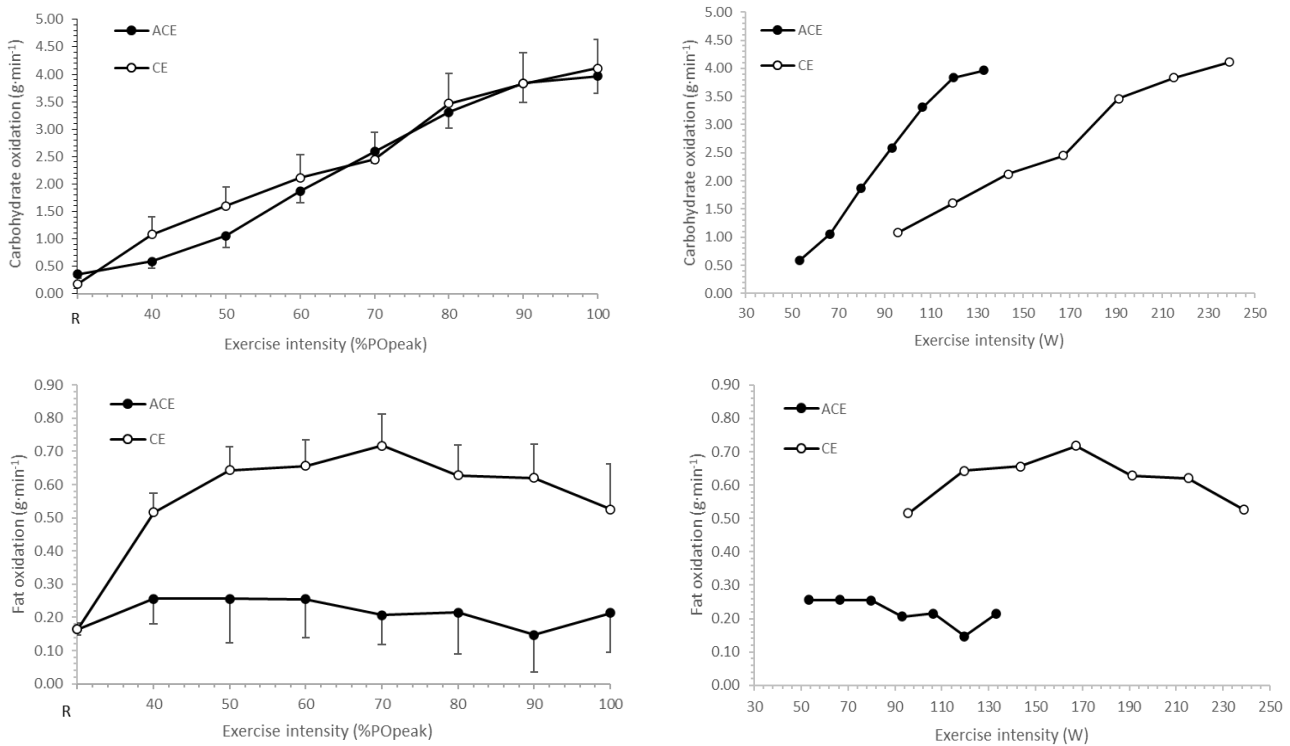 Carbohydrate oxidation (g·min⁻¹)
5.00
4.50
4.00
3.50
3.00
2.50
2.00
1.50
1.00
0.50
0.00
ACE
CE
R
40 50 60 70 80 90 100
Exercise intensity (%POpeak)
Carbohydrate oxidation (g·min⁻¹)
5.00
4.50
4.00
3.50
3.00
2.50
2.00
1.50
1.00
0.50
0.00
ACE
CE
30 50 70 90 110 130 150 170 190 210 230 250
Exercise intensity (W)
Fat oxidation (g·min⁻¹)
0.90
0.80
0.70
0.60
0.50
0.40
0.30
0.20
0.10
0.00
ACE
CE
R
40 50 60 70 80 90 100
Exercise intensity (%POpeak)
Fat oxidation (g·min⁻¹)
0.90
0.80
0.70
0.60
0.50
0.40
0.30
0.20
0.10
0.00
ACE
CE
30 50 70 90 110 130 150 170 190 210 230 250
Exercise intensity (W)